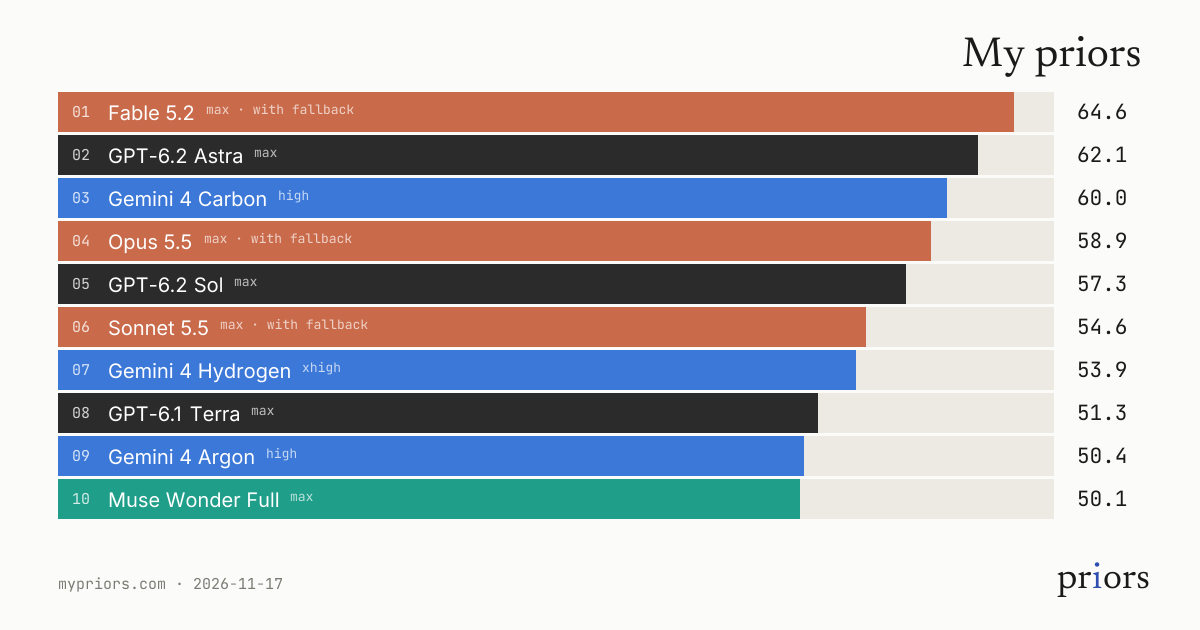 My priors
01 Fable 5.2 max · with fallback 64.6
02 GPT-6.2 Astra max 62.1
03 Gemini 4 Carbon high 60.0
04 Opus 5.5 max · with fallback 58.9
05 GPT-6.2 Sol max 57.3
06 Sonnet 5.5 max · with fallback 54.6
07 Gemini 4 Hydrogen xhigh 53.9
08 GPT-6.1 Terra max 51.3
09 Gemini 4 Argon high 50.4
10 Muse Wonder Full max 50.1
mypriors.com · 2026-11-17
priors